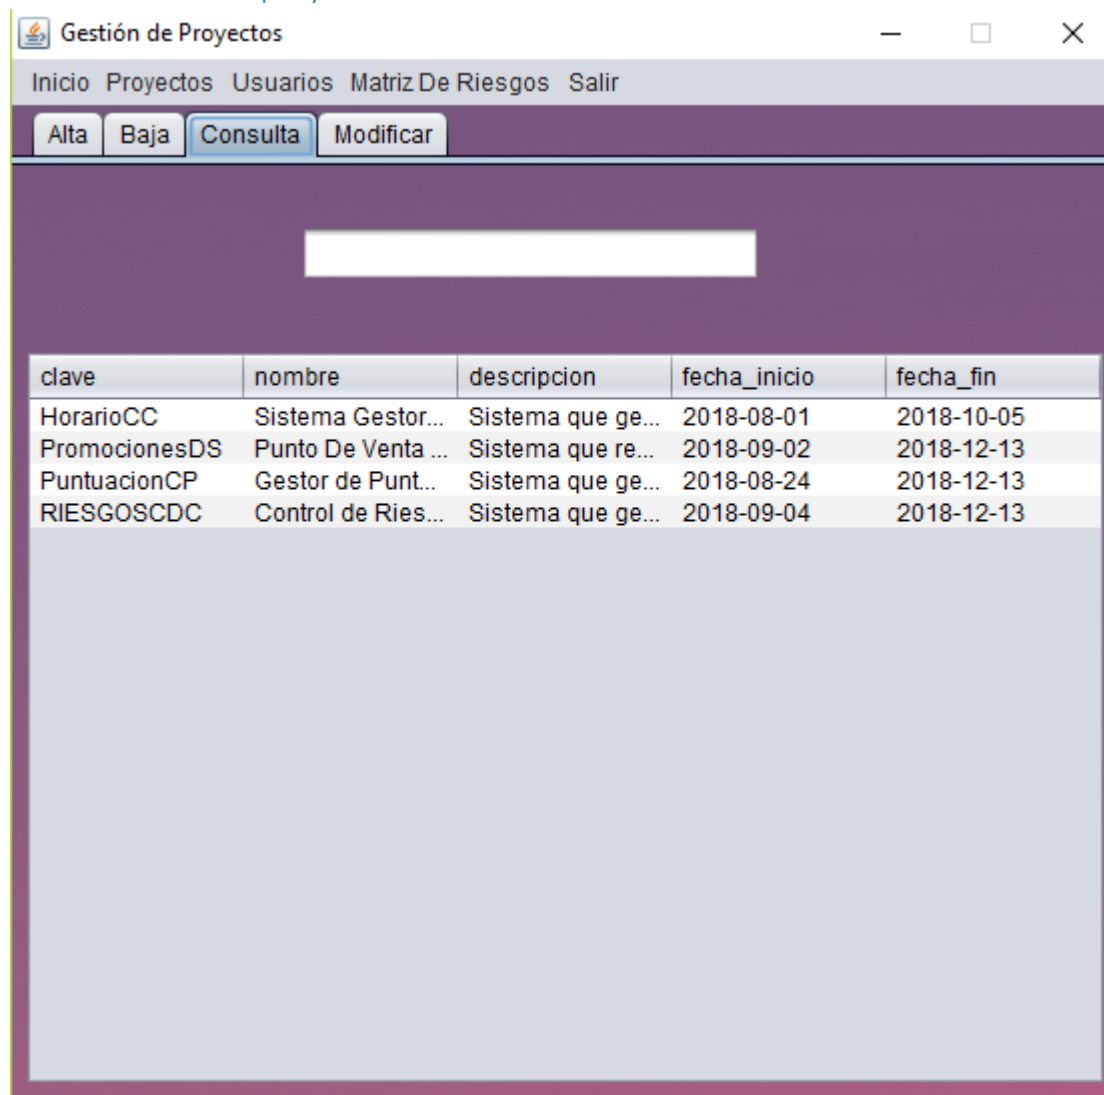 Gestión de Proyectos
Inicio Proyectos Usuarios Matriz De Riesgos Salir
Alta Baja Consulta Modificar
clave nombre descripcion fecha_inicio fecha_fin
HorarioCC Sistema Gestor... Sistema que ge... 2018-08-01 2018-10-05
PromocionesDS Punto De Venta ... Sistema que re... 2018-09-02 2018-12-13
PuntuacionCP Gestor de Punt... Sistema que ge... 2018-08-24 2018-12-13
RIESGOSCDC Control de Ries... Sistema que ge... 2018-09-04 2018-12-13